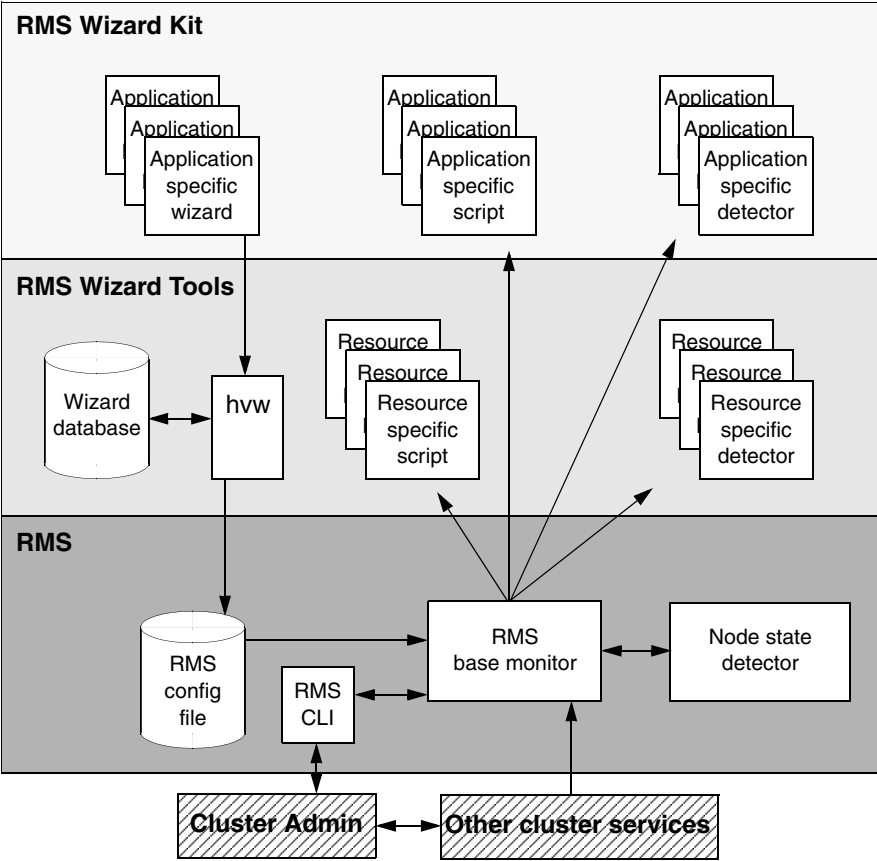 RMS Wizard Kit
Application
Application
Application
specific
wizard
Application
Application
Application
specific
script
Application
Application
Application
specific
detector
RMS Wizard Tools
Wizard
database
hvw
Resource
Resource
Resource
specific
script
Resource
Resource
Resource
specific
detector
RMS
RMS
config
file
RMS
CLI
RMS
base monitor
Node state
detector
Cluster Admin
Other cluster services